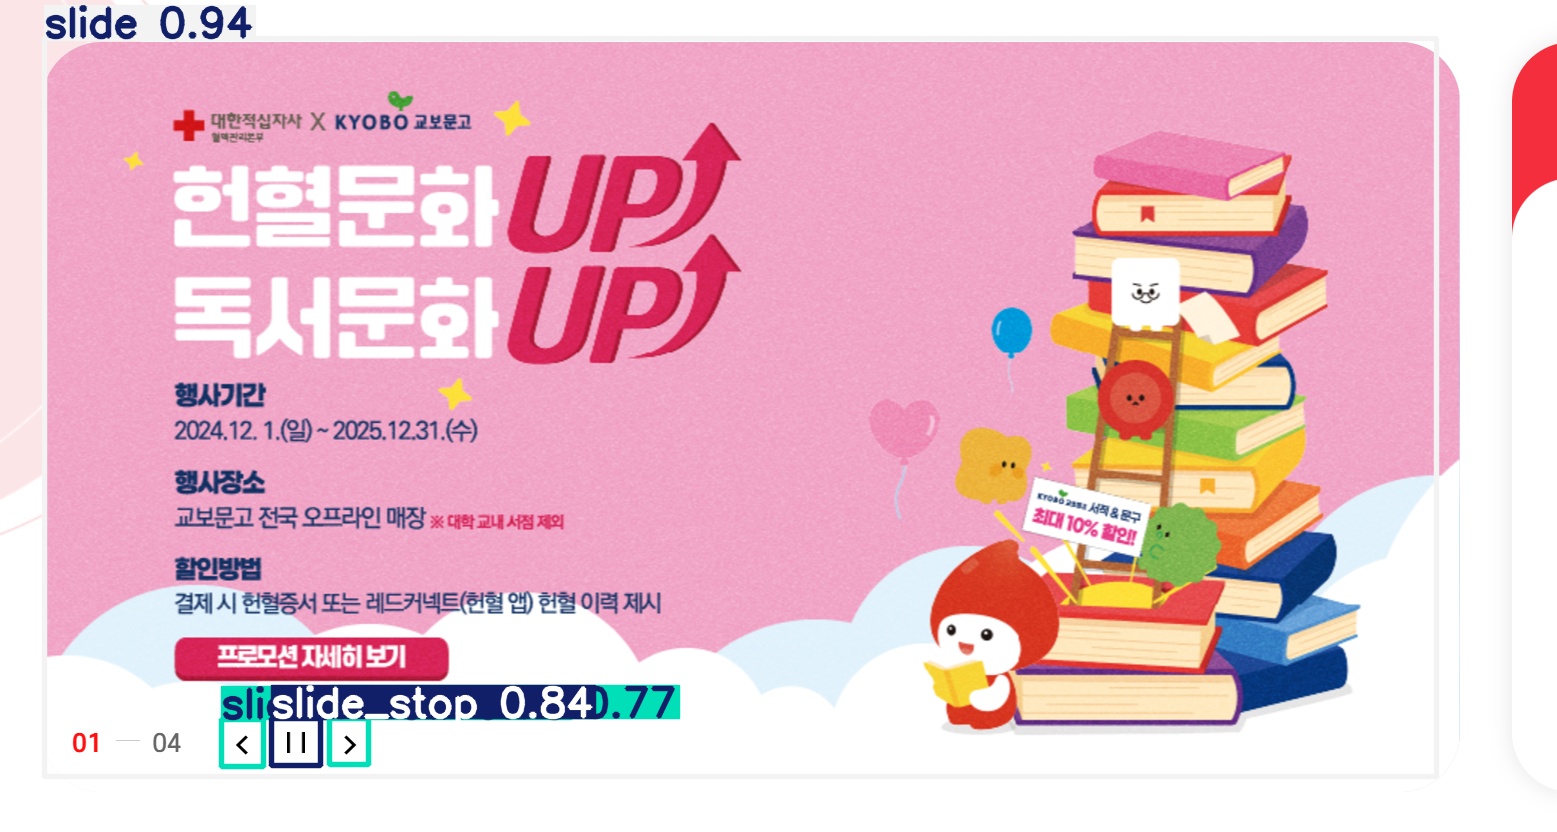 slide 0.94
대한적십자사 X KYOBO 교보문고
혈액관리본부
헌혈문화 UP
독서문화 UP
행사기간
2024.12. 1.(일) ~ 2025.12.31.(수)
행사장소
교보문고 전국 오프라인 매장 ※ 대학 교내 서점 제외
할인방법
결제 시 헌혈증서 또는 레드커넥트(헌혈 앱) 헌혈 이력 제시
프로모션 자세히 보기
KYOBO 교보문고 서적 & 문구
최대 10% 할인!
sli slide_stop 0.84 0.77
01 — 04